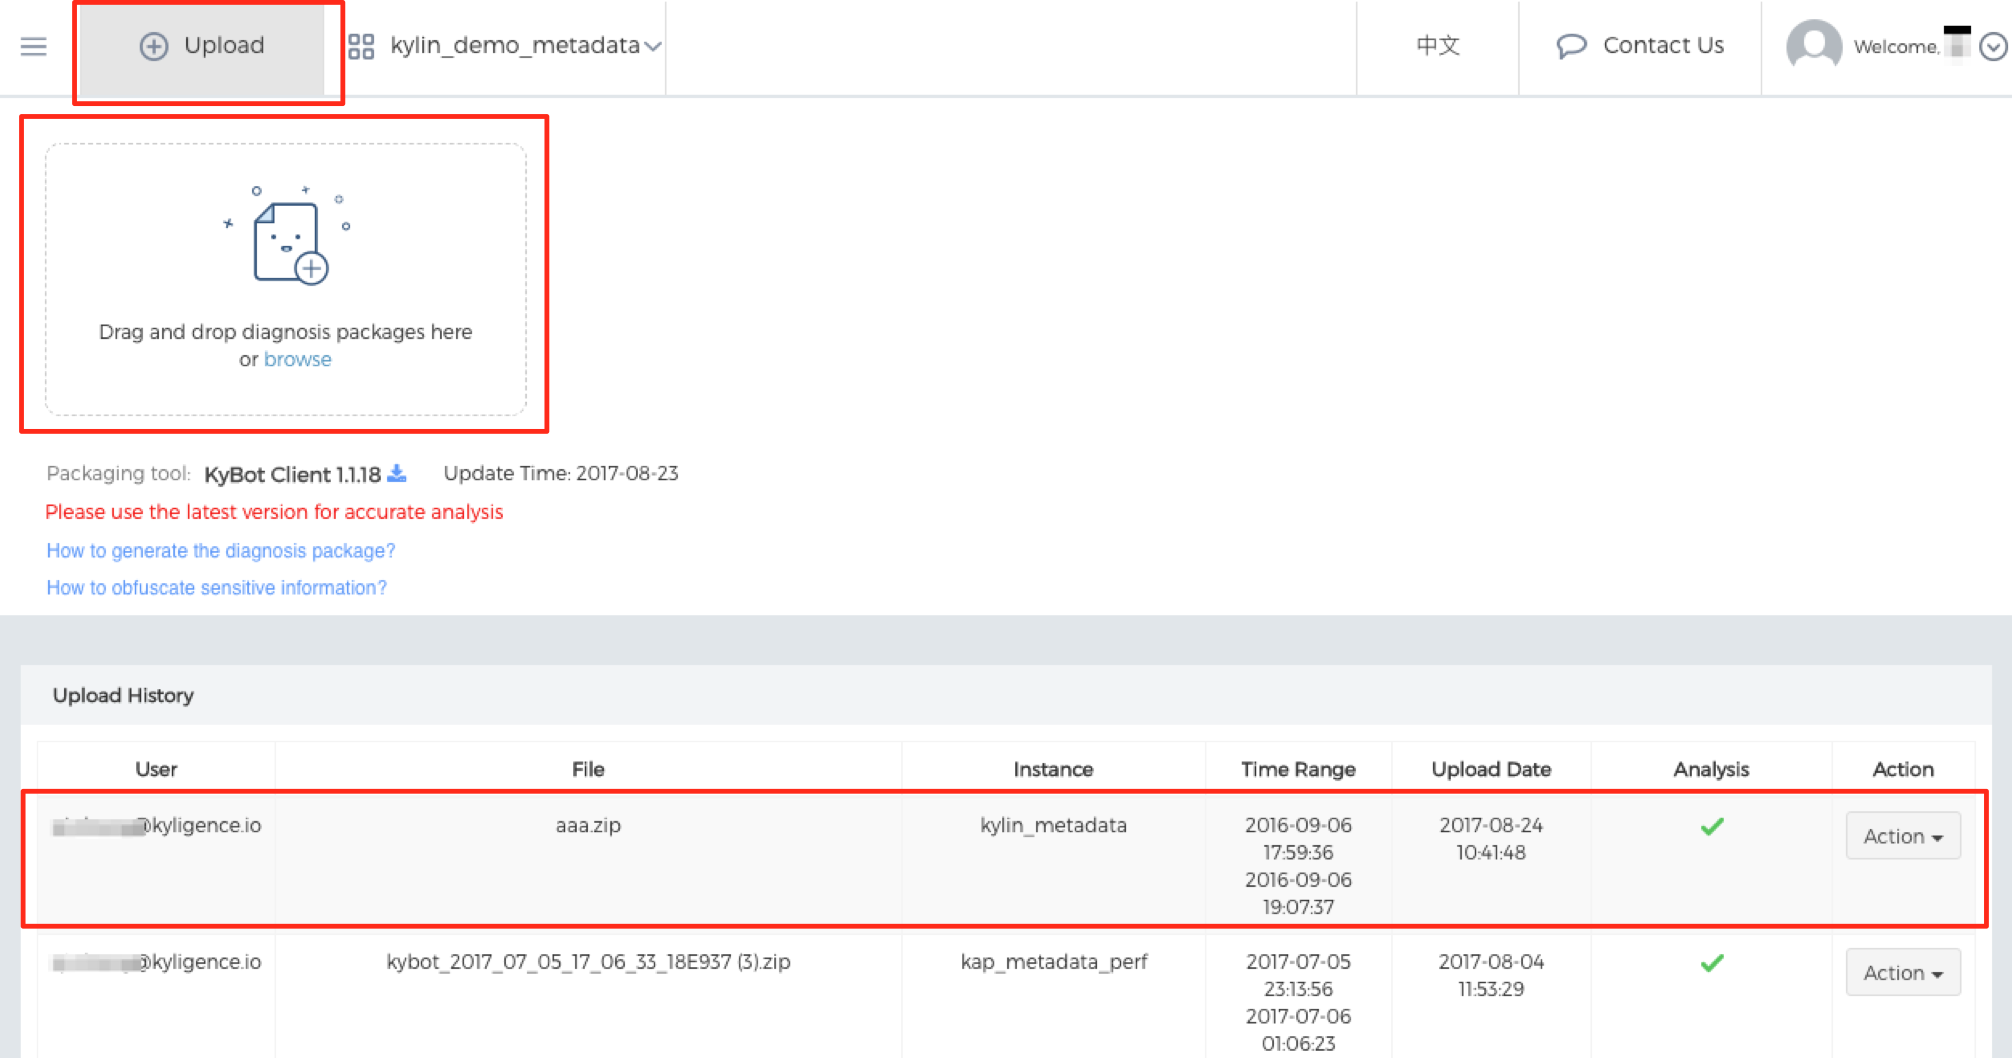 Upload
kylin_demo_metadata
中文
Contact Us
Welcome,
Drag and drop diagnosis packages here
or browse
Packaging tool: KyBot Client 1.1.18 Update Time: 2017-08-23
Please use the latest version for accurate analysis
How to generate the diagnosis package?
How to obfuscate sensitive information?
Upload History
User File Instance Time Range Upload Date Analysis Action
@kyligence.io aaa.zip kylin_metadata 2016-09-06 2017-08-24 Action
17:59:36 10:41:48
2016-09-06
19:07:37
@kyligence.io kybot_2017_07_05_17_06_33_18E937 (3).zip kap_metadata_perf 2017-07-05 2017-08-04 Action
23:13:56 11:53:29
2017-07-06
01:06:23